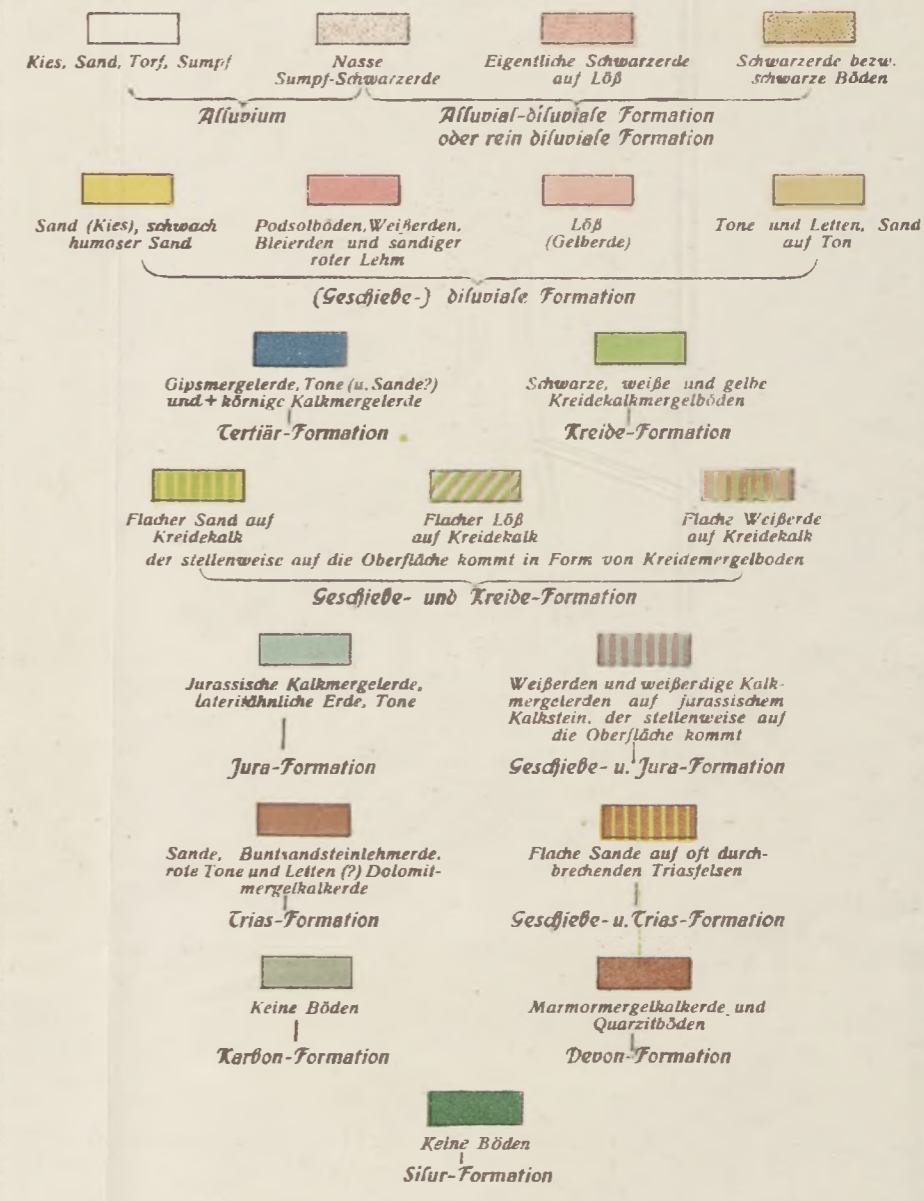 Kies, Sand, Torf, Sumpf
Nasse
Sumpf-Schwarzerde
Eigentliche Schwarzerde
auf Löß
Schwarzerde bezw.
schwarze Böden
Alluvium
Alluvial-diluviale Formation
oder rein diluviale Formation
Sand (Kies), schwach
humoser Sand
Podsolböden, Weißerden,
Bleierden und sandiger
roter Lehm
Löß
(Gelberde)
Tone und Letten, Sand
auf Ton
(Geschiebe-) diluviale Formation
Gipsmergelerde, Tone (u. Sande?)
und + körnige Kalkmergelerde
Tertiär-Formation
Schwarze, weiße und gelbe
Kreidekalkmergelböden
Kreide-Formation
Flacher Sand auf
Kreidekalk
Flacher Löß
auf Kreidekalk
Flache Weißerde
auf Kreidekalk
der stellenweise auf die Oberfläche kommt in Form von Kreidemergelboden
Geschiebe- und Kreide-Formation
Jurassische Kalkmergelerde,
lateritähnliche Erde, Tone
Jura-Formation
Weißerden und weißerdige Kalk-
mergelerden auf jurassischem
Kalkstein, der stellenweise auf
die Oberfläche kommt
Geschiebe- u. Jura-Formation
Sande, Buntsandsteinlehmerde,
rote Tone und Letten (?) Dolomit-
mergelkalkerde
Trias-Formation
Flache Sande auf oft durch-
brechenden Triasfelsen
Geschiebe- u. Trias-Formation
Keine Böden
Karbon-Formation
Marmormergelkalkerde und
Quarzitböden
Devon-Formation
Keine Böden
Silur-Formation